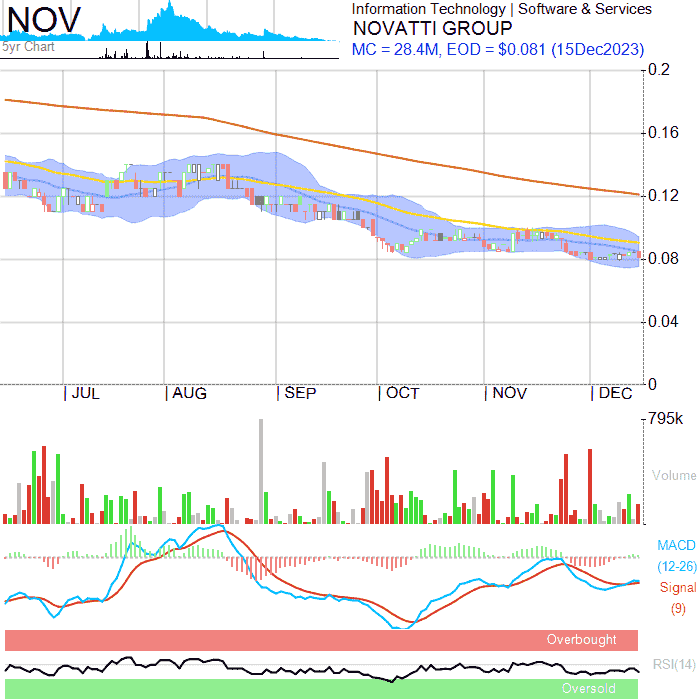 NOV
5yr Chart
Information Technology | Software & Services
NOVATTI GROUP
MC = 28.4M, EOD = $0.081 (15Dec2023)
0.2
0.16
0.12
0.08
0.04
0
JUL AUG SEP OCT NOV DEC
795k
Volume
MACD
(12-26)
Signal
(9)
Overbought
RSI(14)
Oversold